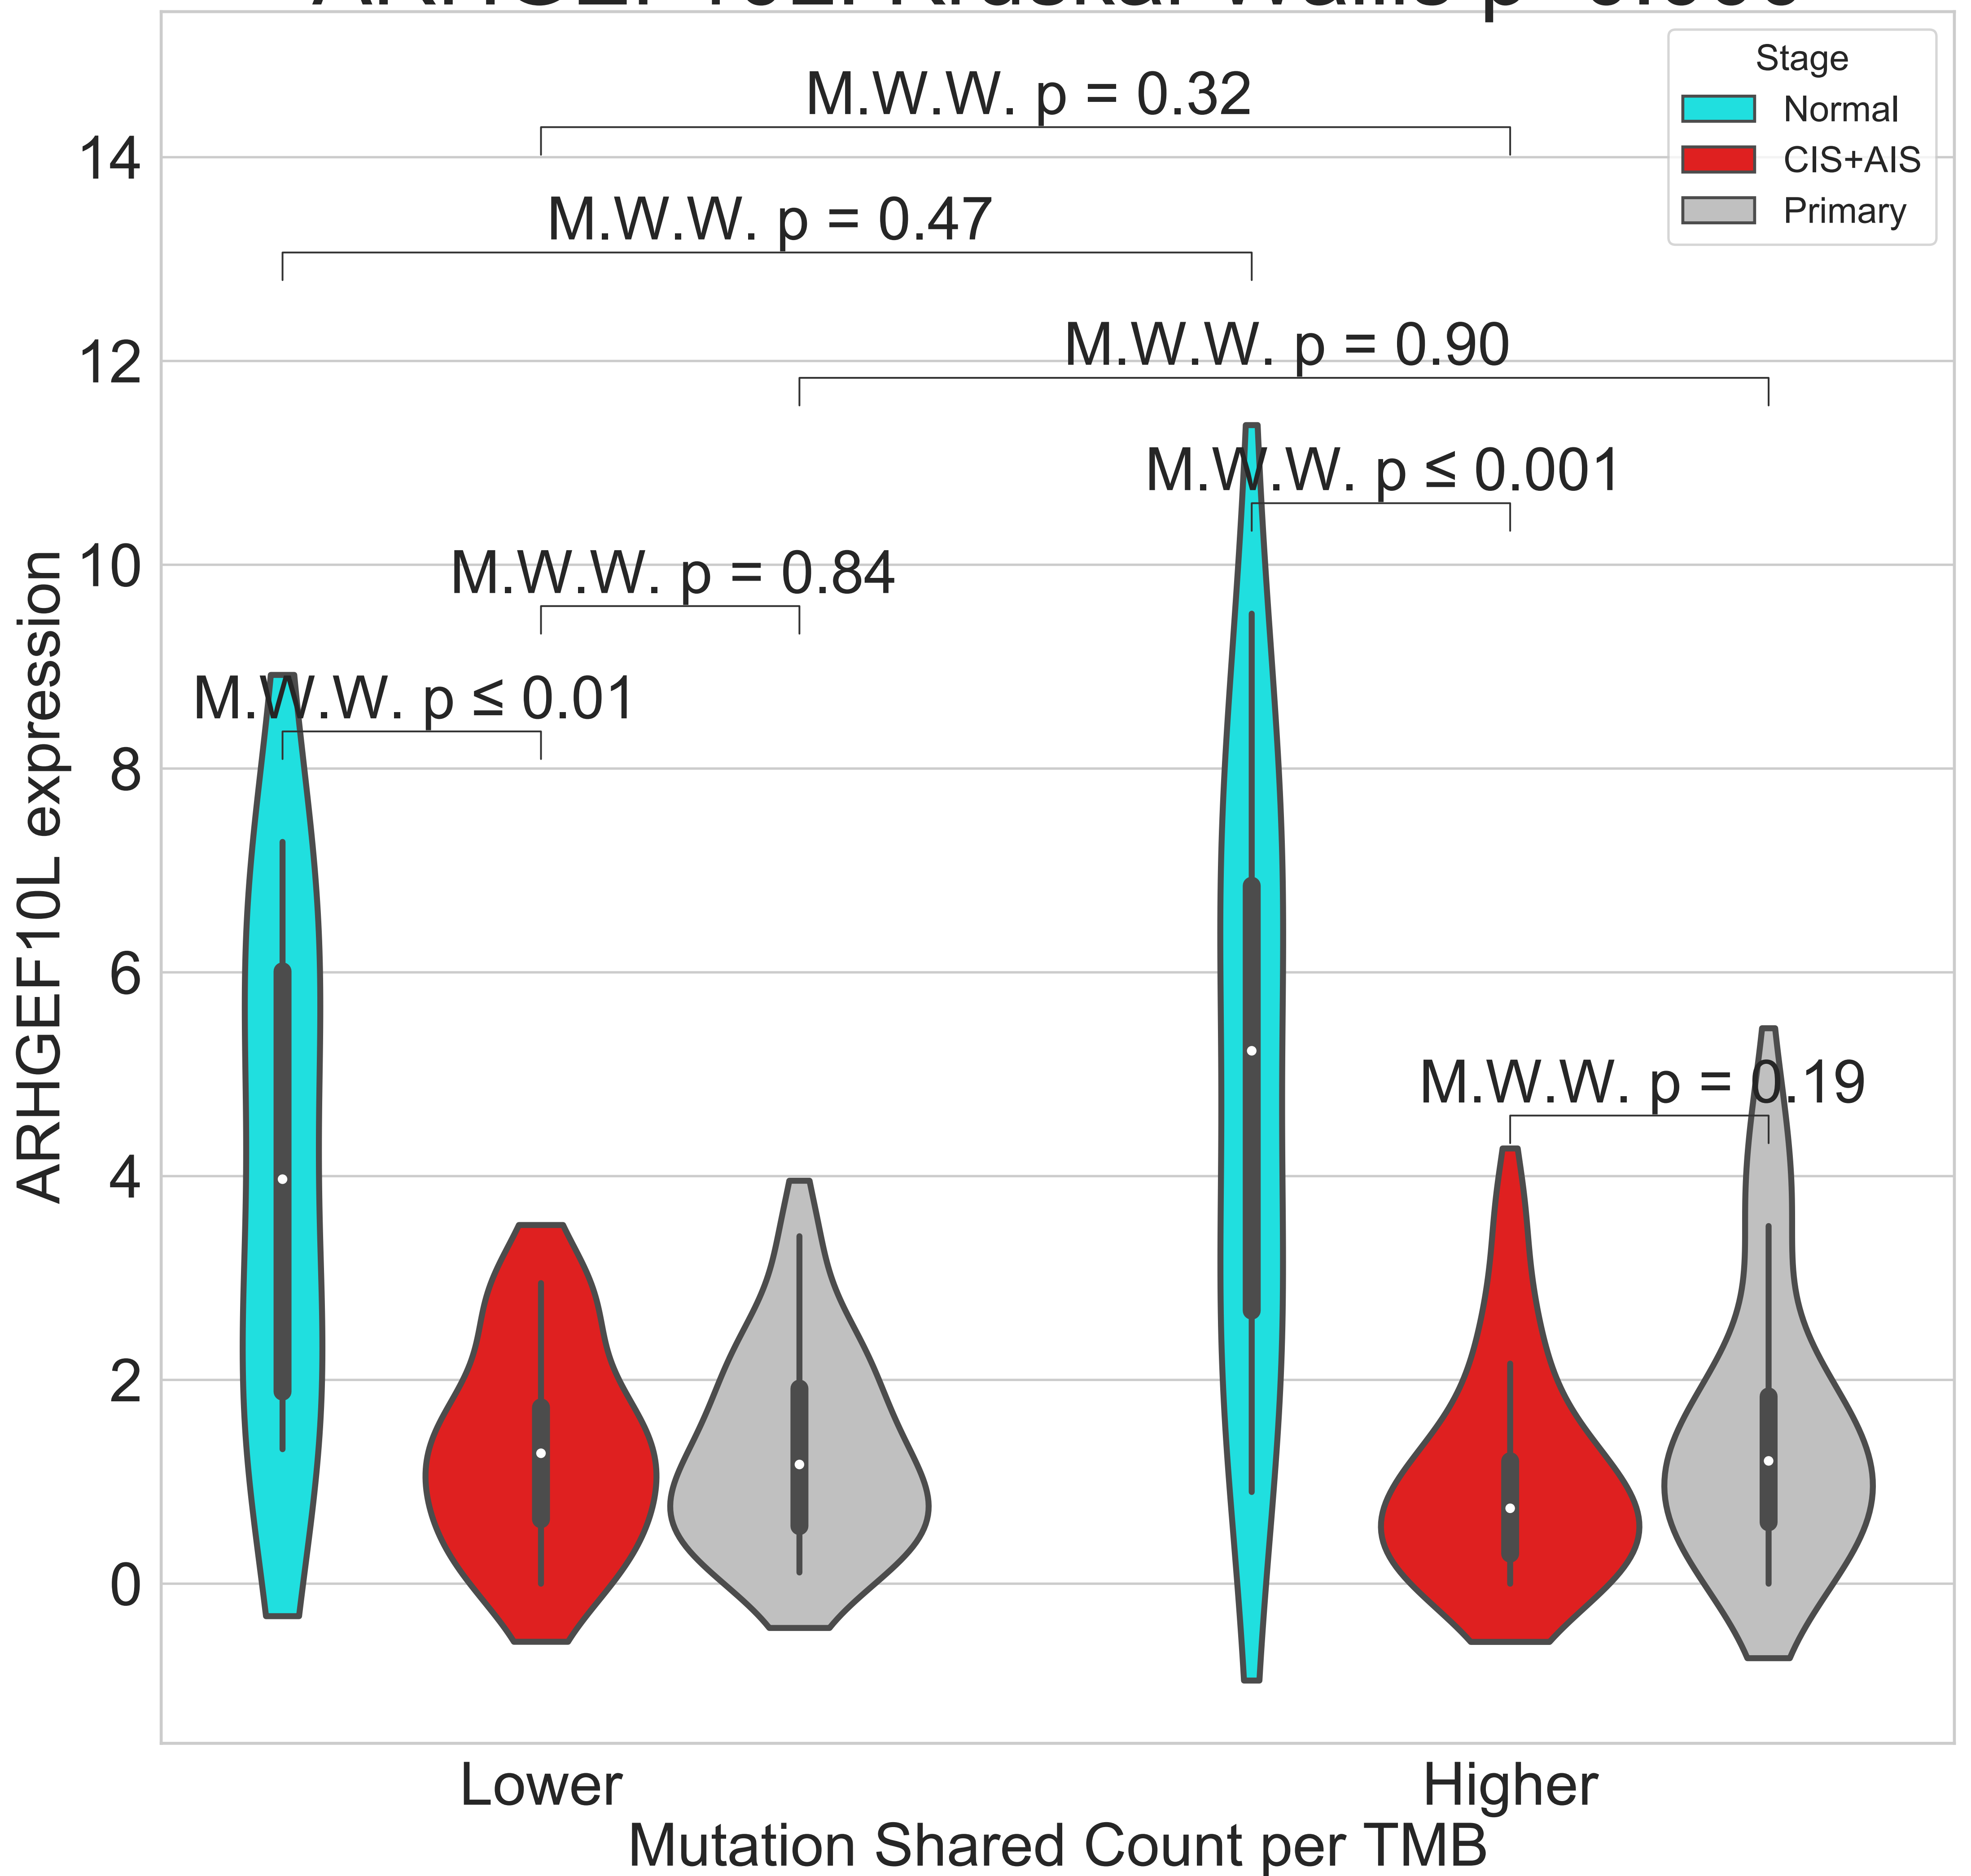 Stage
Normal
CIS+AIS
Primary
M.W.W. p = 0.32
M.W.W. p = 0.47
M.W.W. p = 0.90
M.W.W. p ≤ 0.001
M.W.W. p = 0.84
M.W.W. p ≤ 0.01
M.W.W. p = 0.19
14
12
10
8
6
4
2
0
ARHGEF10L expression
Lower
Higher
Mutation Shared Count per TMB